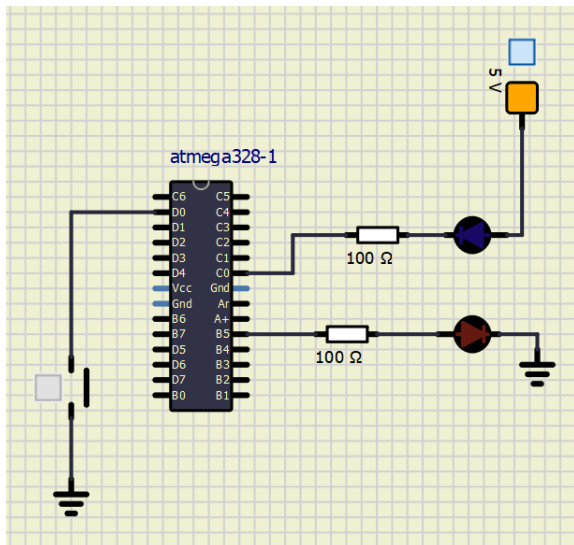 5 V
atmega328-1
C6 C5
D0 C4
D1 C3
D2 C2
D3 C1
D4 C0
Vcc Gnd
Gnd Ar
B6 A+
B7 B5
D5 B4
D6 B3
D7 B2
B0 B1
100 Ω
100 Ω